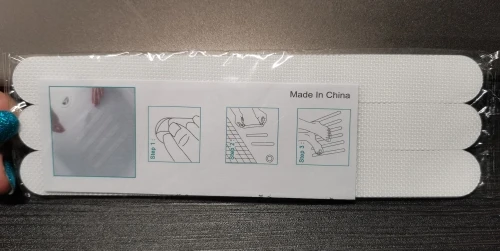 Made In China
Step 1
Step 2
Step 3